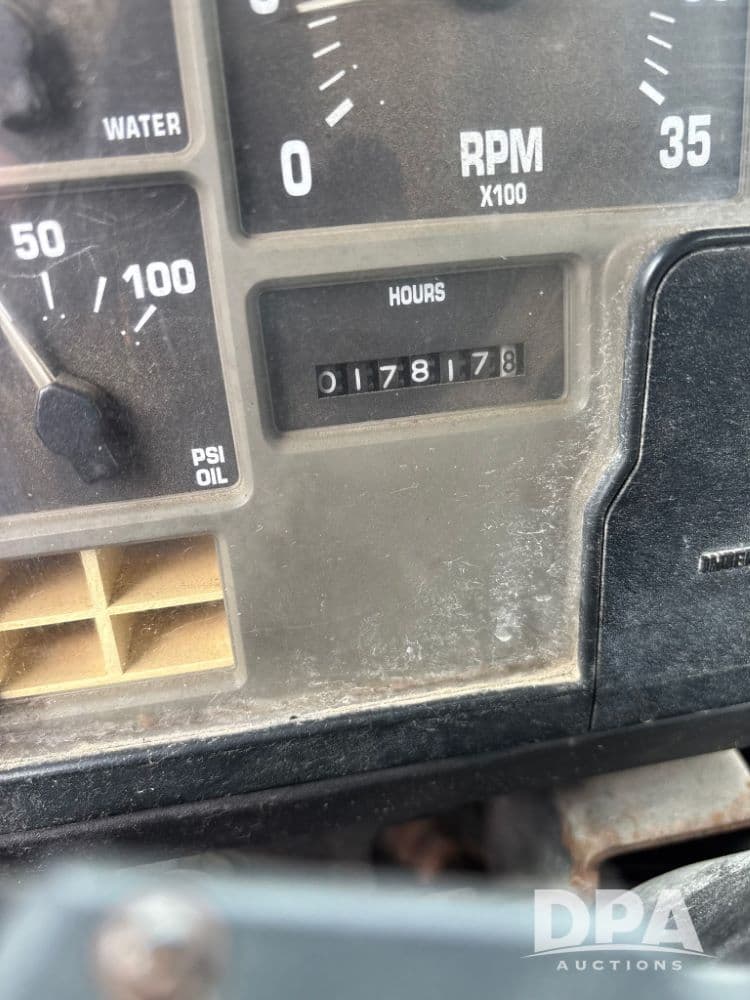 WATER
0
RPM
X100
35
50
100
HOURS
0178178
PSI
OIL
DPA
AUCTIONS